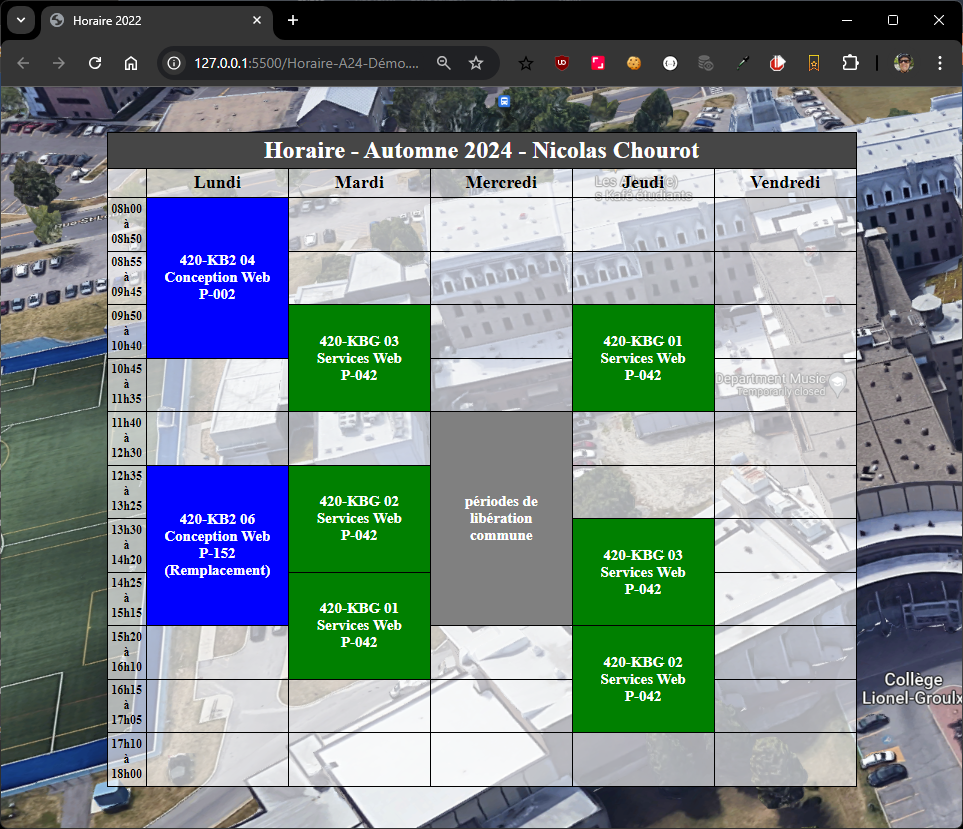 Horaire 2022
127.0.0.1:5500/Horaire-A24-Démo....
Horaire - Automne 2024 - Nicolas Chourot
Lundi
Mardi
Mercredi
Jeudi
Vendredi
s Kafé étudiants
08h00
à
08h50
420-KB2 04
Conception Web
P-002
08h55
à
09h45
09h50
à
10h40
420-KBG 03
Services Web
P-042
420-KBG 01
Services Web
P-042
10h45
à
11h35
Department Music
Temporarily closed
11h40
à
12h30
périodes de
libération
commune
12h35
à
13h25
420-KB2 06
Conception Web
P-152
(Remplacement)
420-KBG 02
Services Web
P-042
13h30
à
14h20
420-KBG 03
Services Web
P-042
14h25
à
15h15
420-KBG 01
Services Web
P-042
15h20
à
16h10
420-KBG 02
Services Web
P-042
16h15
à
17h05
17h10
à
18h00
Collège
Lionel-Groulx